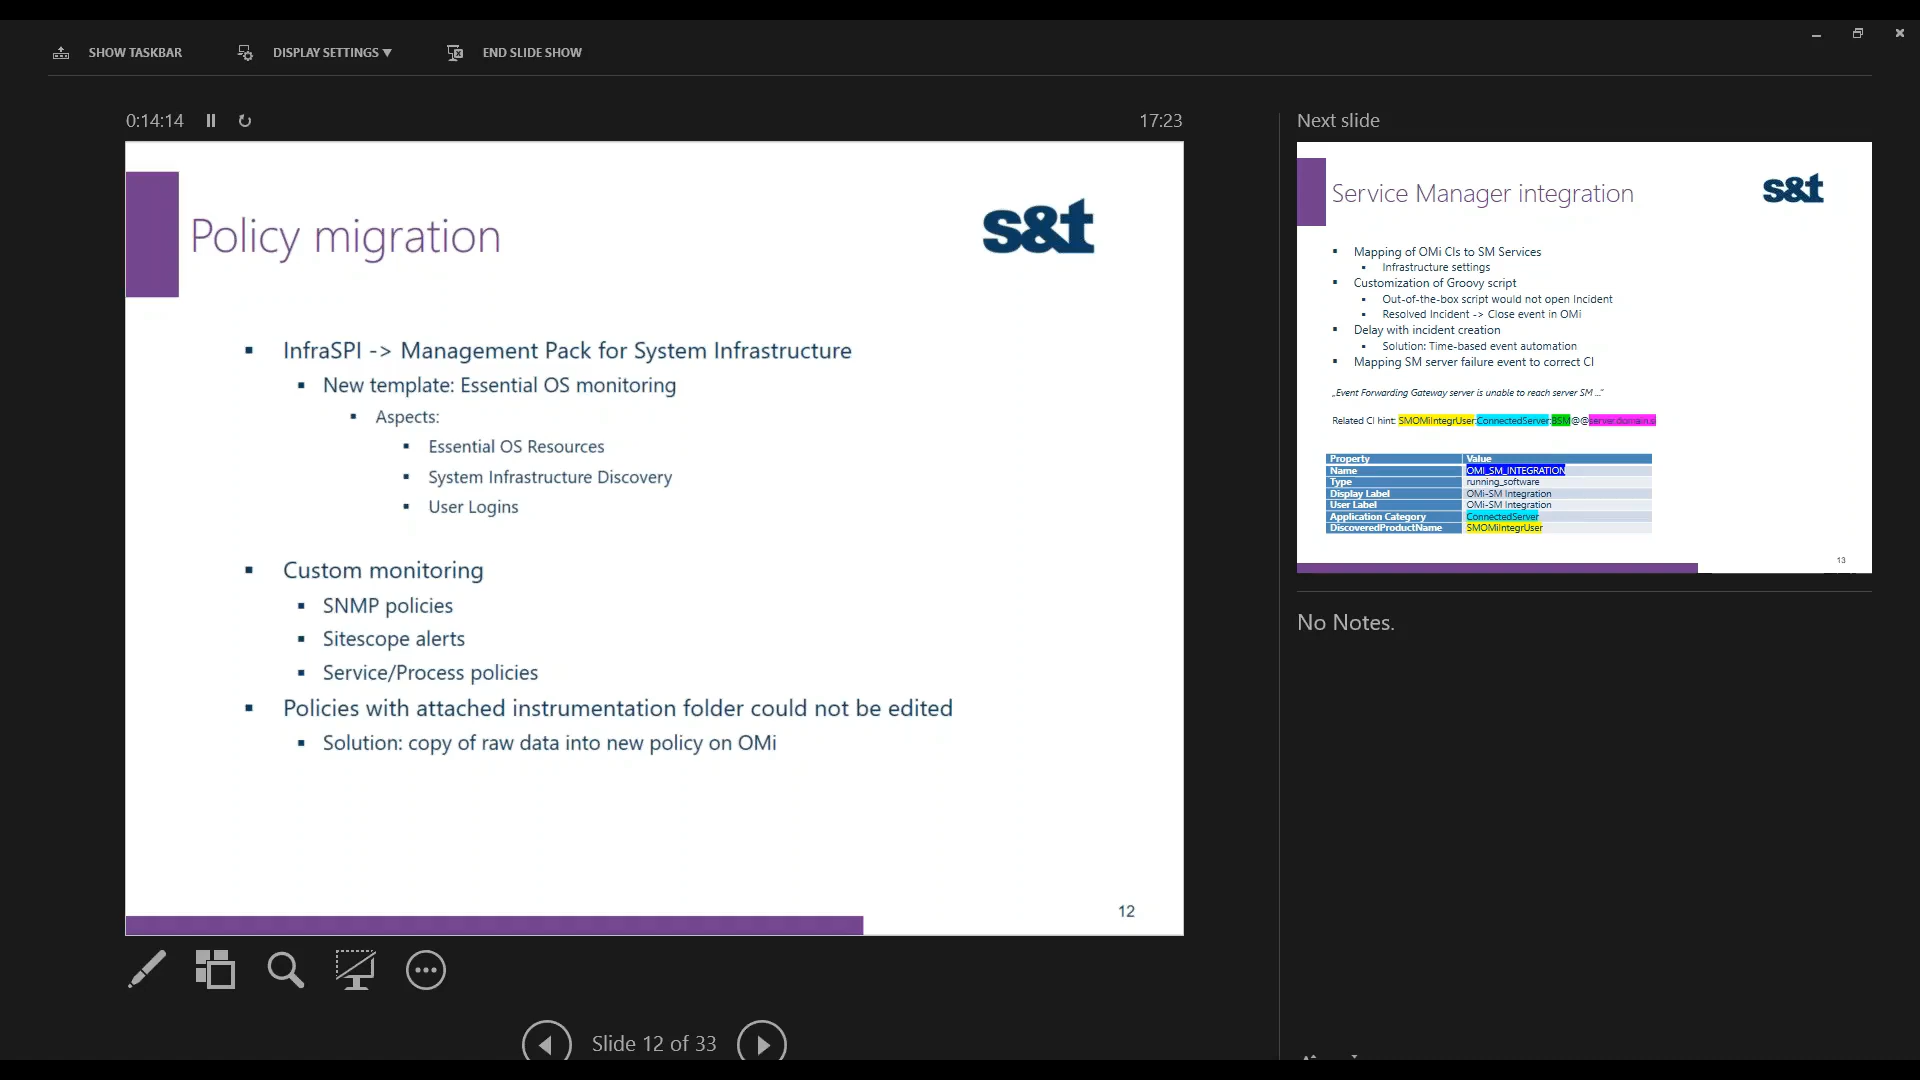 SHOW TASKBAR
DISPLAY SETTINGS ▼
END SLIDE SHOW
0:14:14
17:23
Policy migration
s&t
InfraSPI -> Management Pack for System Infrastructure
New template: Essential OS monitoring
Aspects:
Essential OS Resources
System Infrastructure Discovery
User Logins
Custom monitoring
SNMP policies
Sitescope alerts
Service/Process policies
Policies with attached instrumentation folder could not be edited
Solution: copy of raw data into new policy on OMi
12
Slide 12 of 33
Next slide
Service Manager integration
s&t
Mapping of OMi CIs to SM Services
Infrastructure settings
Customization of Groovy script
Out-of-the-box script would not open Incident
Resolved Incident -> Close event in OMi
Delay with incident creation
Solution: Time-based event automation
Mapping SM server failure event to correct CI
„Event Forwarding Gateway server is unable to reach server SM ...“
Related CI hint: SMOMiIntegrUser:ConnectedServer:BSM@@server.domain.si
Property Value
Name OMI_SM_INTEGRATION
Type running_software
Display Label OMi-SM Integration
User Label OMi-SM Integration
Application Category ConnectedServer
DiscoveredProductName SMOMiIntegrUser
13
No Notes.